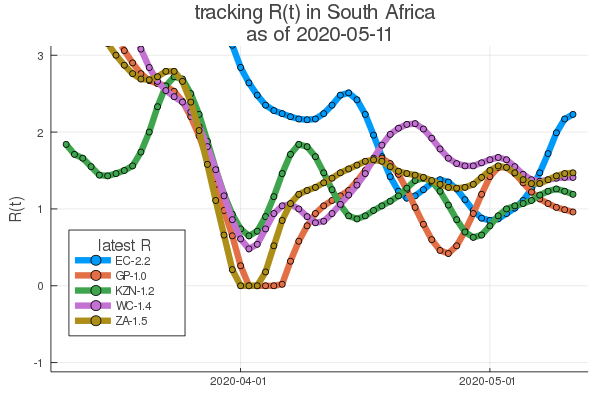 tracking R(t) in South Africa
as of 2020-05-11
R(t)
3
2
1
0
-1
latest R
EC-2.2
GP-1.0
KZN-1.2
WC-1.4
ZA-1.5
2020-04-01
2020-05-01